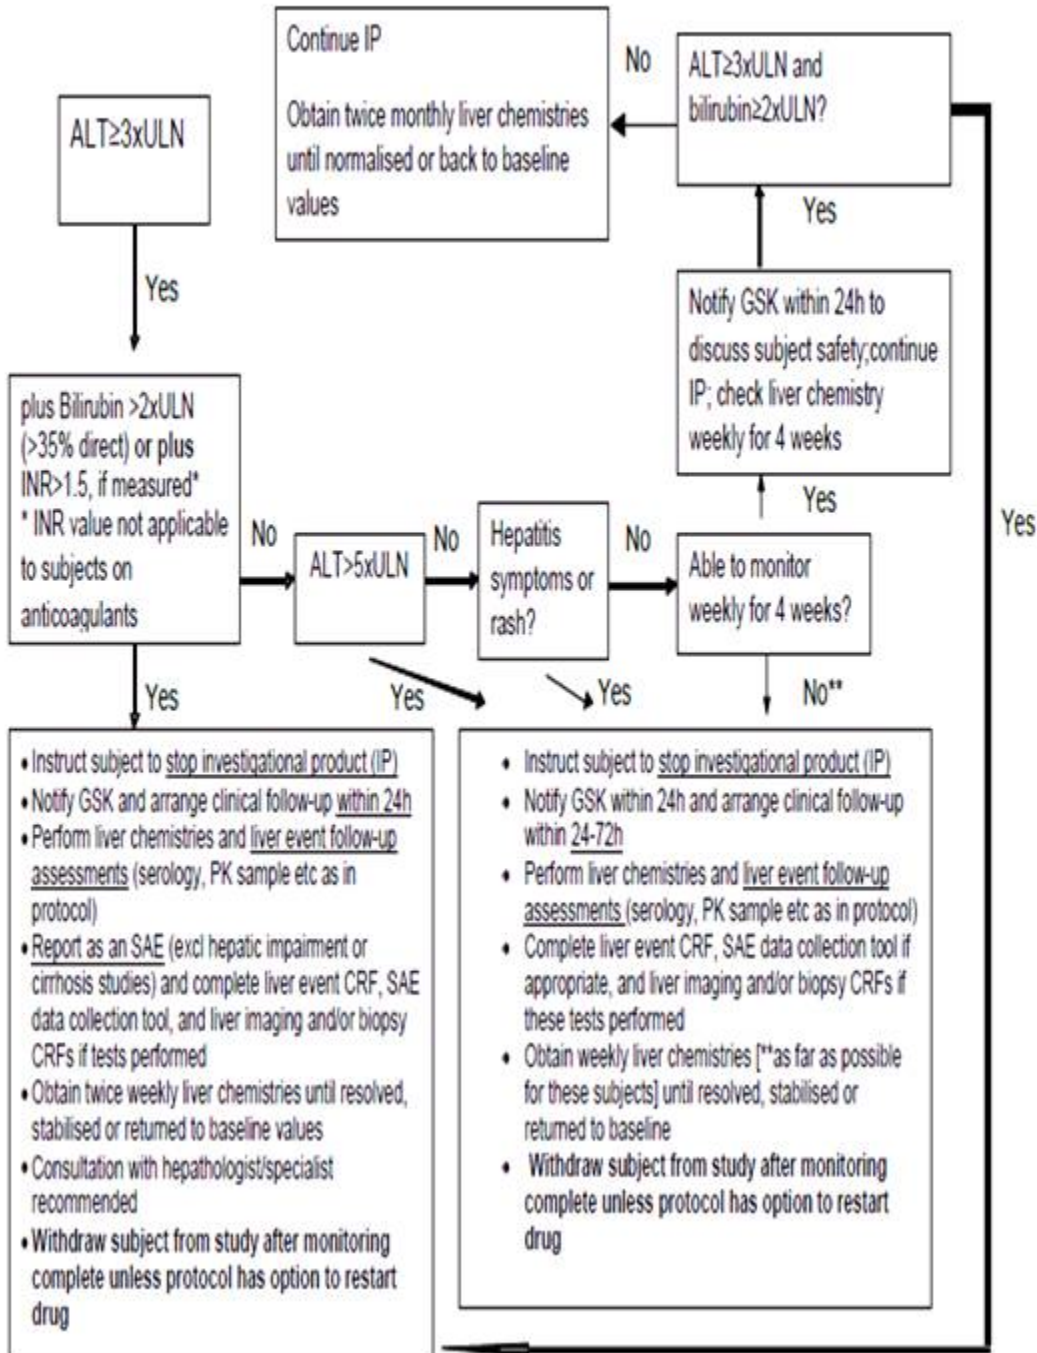 ALT≥3xULN
Yes
plus Bilirubin >2xULN
(>35% direct) or plus
INR>1.5, if measured*
* INR value not applicable
to subjects on
anticoagulants
No
ALT>5xULN
No
Hepatitis
symptoms or
rash?
No
Able to monitor
weekly for 4 weeks?
Yes
Notify GSK within 24h to
discuss subject safety;continue
IP; check liver chemistry
weekly for 4 weeks
Yes
ALT≥3xULN and
bilirubin≥2xULN?
No
Continue IP
Obtain twice monthly liver chemistries
until normalised or back to baseline
values
Yes
Yes
Yes
Yes
No**
• Instruct subject to stop investigational product (IP)
• Notify GSK and arrange clinical follow-up within 24h
• Perform liver chemistries and liver event follow-up
assessments (serology, PK sample etc as in
protocol)
• Report as an SAE (excl hepatic impairment or
cirrhosis studies) and complete liver event CRF, SAE
data collection tool, and liver imaging and/or biopsy
CRFs if tests performed
• Obtain twice weekly liver chemistries until resolved,
stabilised or returned to baseline values
• Consultation with hepathologist/specialist
recommended
• Withdraw subject from study after monitoring
complete unless protocol has option to restart
drug
• Instruct subject to stop investigational product (IP)
• Notify GSK within 24h and arrange clinical follow-up
within 24-72h
• Perform liver chemistries and liver event follow-up
assessments (serology, PK sample etc as in protocol)
• Complete liver event CRF, SAE data collection tool if
appropriate, and liver imaging and/or biopsy CRFs if
these tests performed
• Obtain weekly liver chemistries [**as far as possible
for these subjects] until resolved, stabilised or
returned to baseline
• Withdraw subject from study after monitoring
complete unless protocol has option to restart
drug